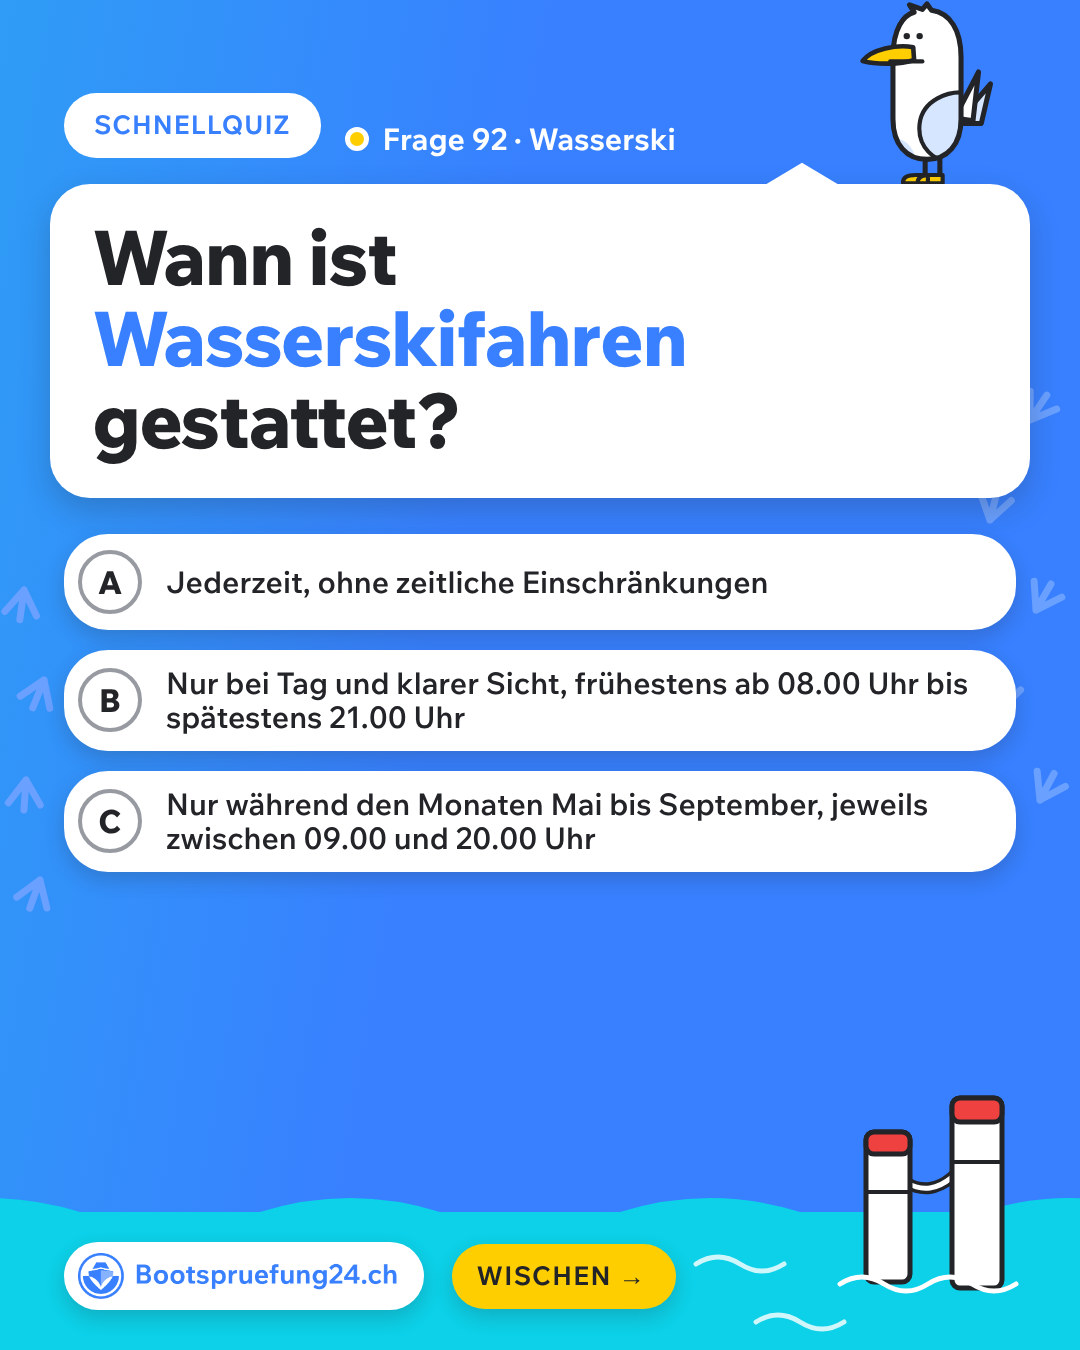 SCHNELLQUIZ
Frage 92 · Wasserski
Wann ist
Wasserskifahren
gestattet?
A Jederzeit, ohne zeitliche Einschränkungen
B Nur bei Tag und klarer Sicht, frühestens ab 08.00 Uhr bis
spätestens 21.00 Uhr
C Nur während den Monaten Mai bis September, jeweils
zwischen 09.00 und 20.00 Uhr
Bootspruefung24.ch
WISCHEN →